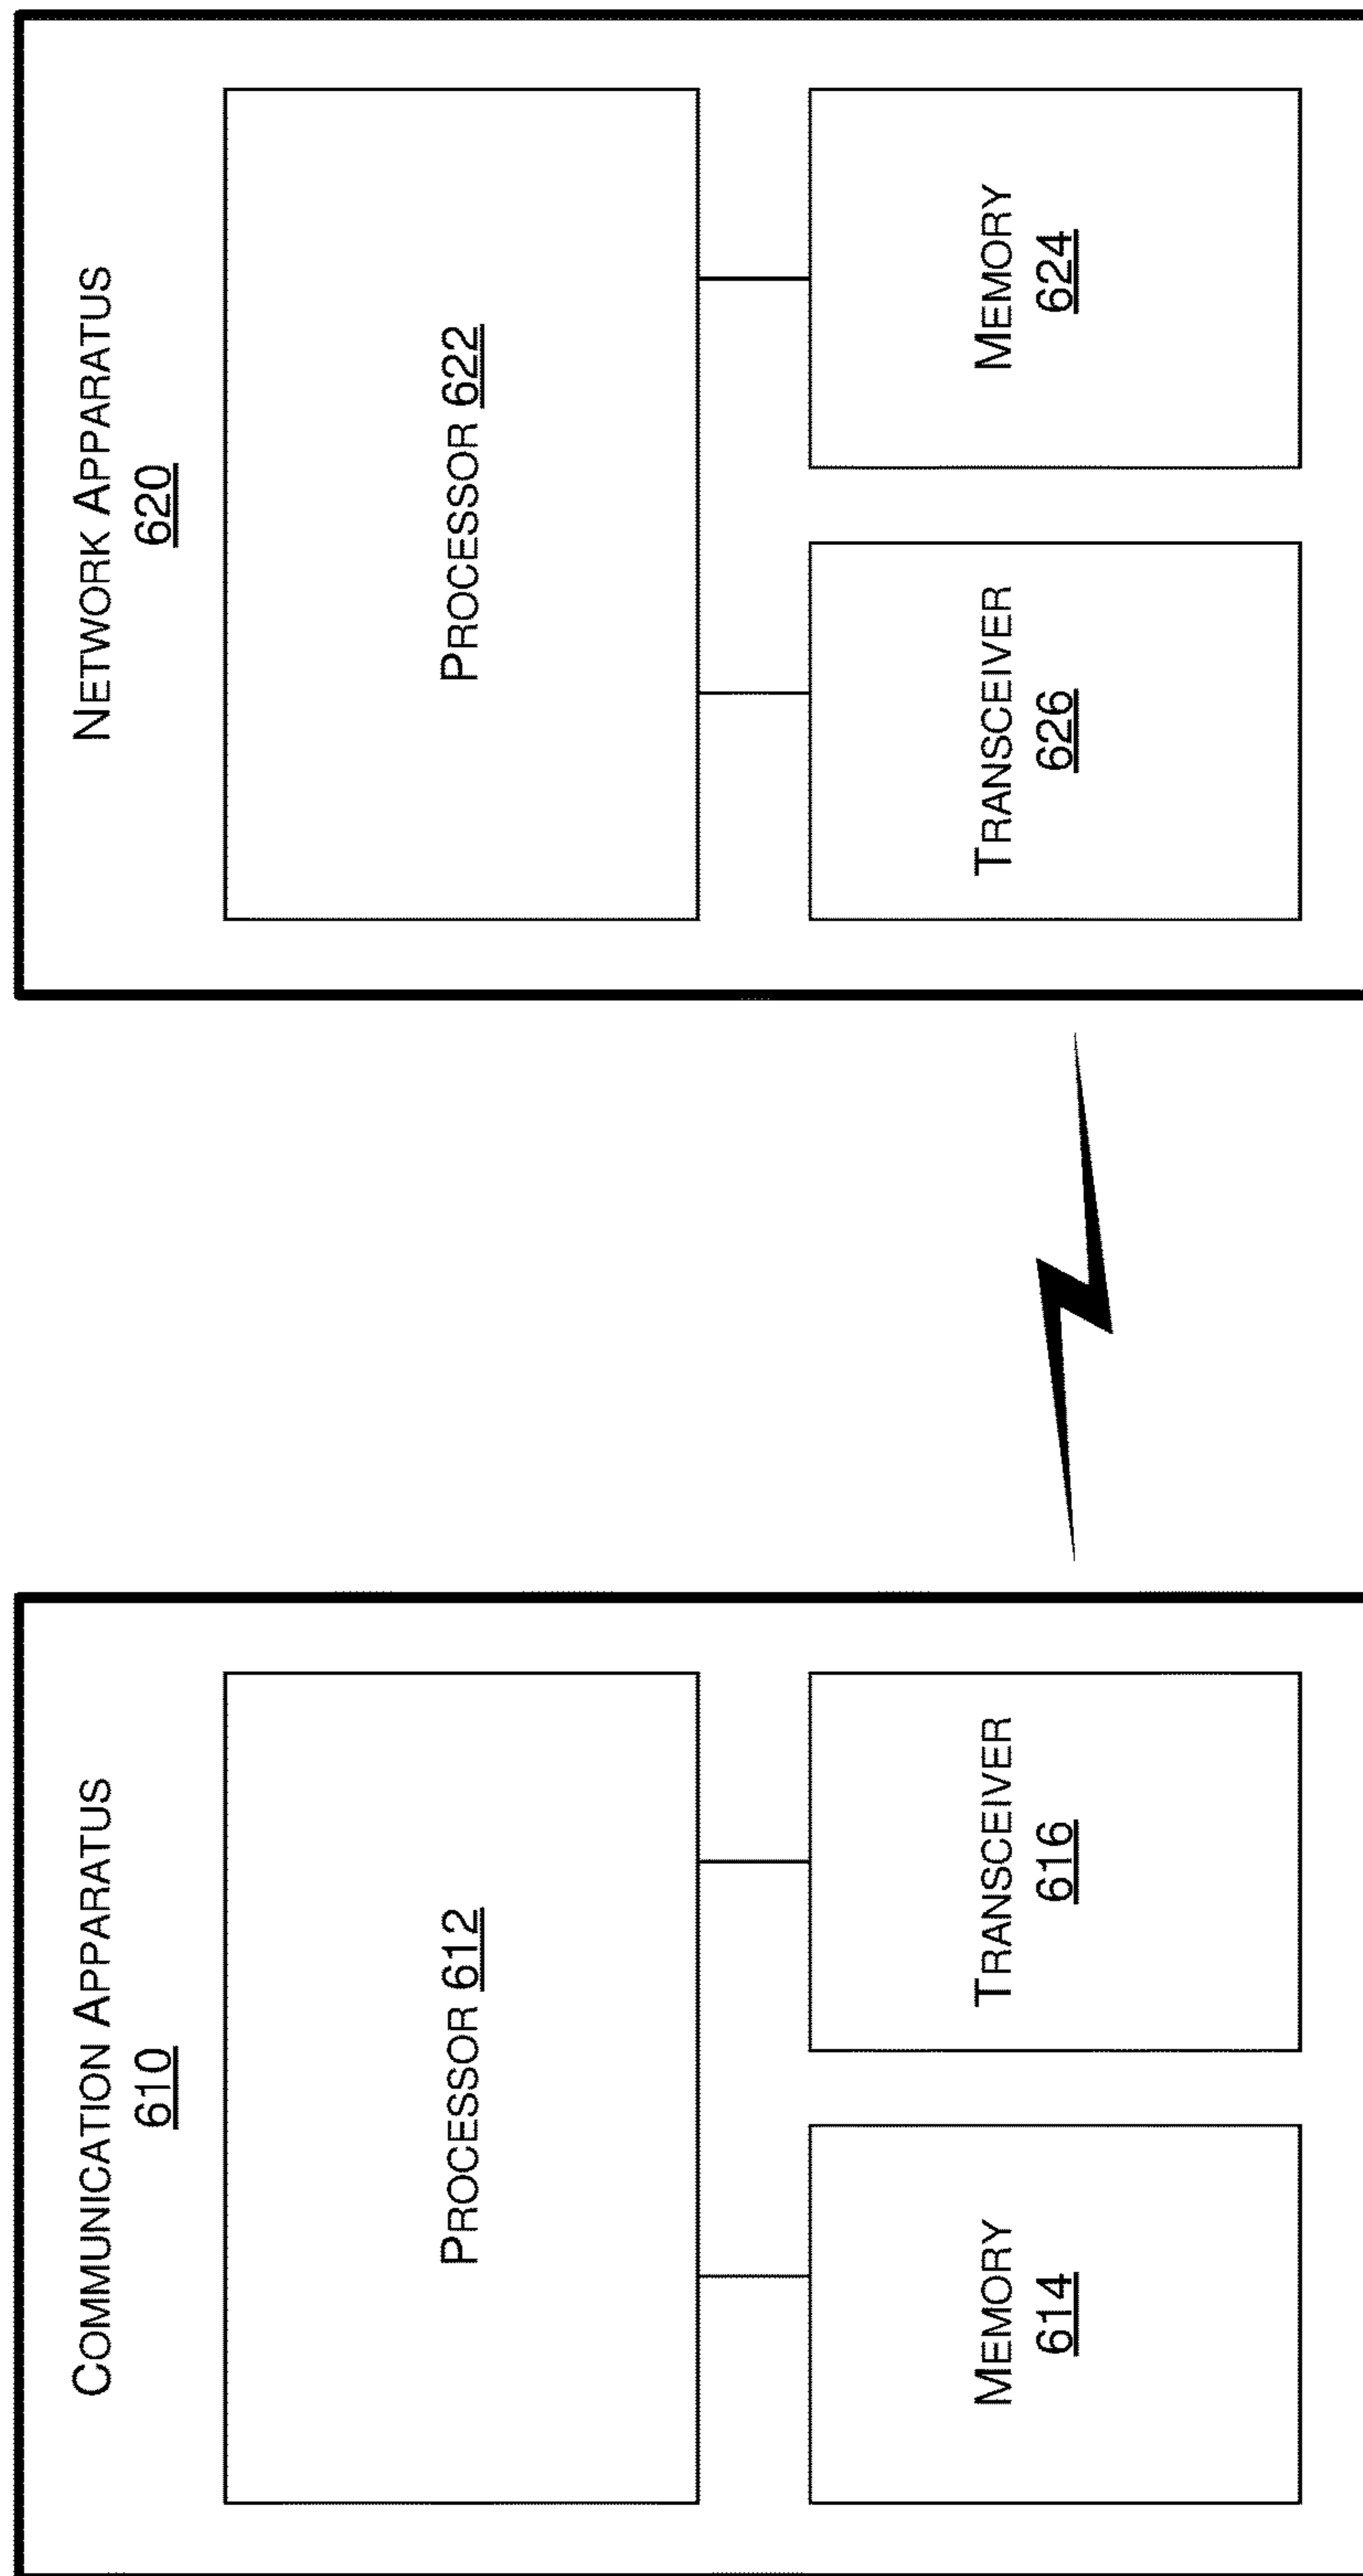 COMMUNICATION APPARATUS
610
PROCESSOR 612
MEMORY
614
TRANSCEIVER
616
NETWORK APPARATUS
620
PROCESSOR 622
TRANSCEIVER
626
MEMORY
624